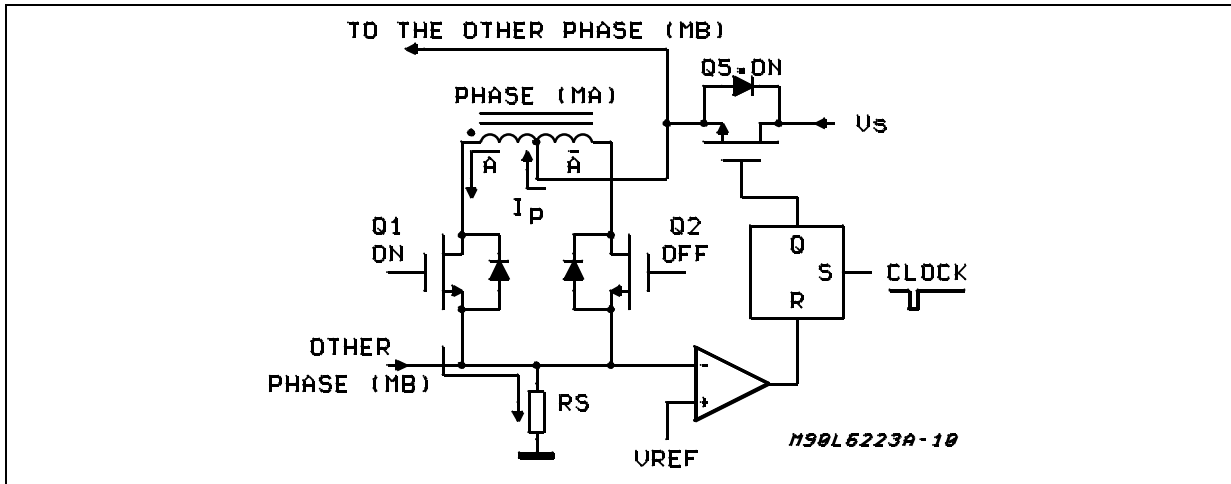 TO THE OTHER PHASE (MB)
Q5=ON
PHASE (MA)
Vs
A
Ā
Ip
Q1
ON
Q2
OFF
Q
S
R
CLOCK
OTHER
PHASE (MB)
RS
-
+
VREF
M90L6223A-10